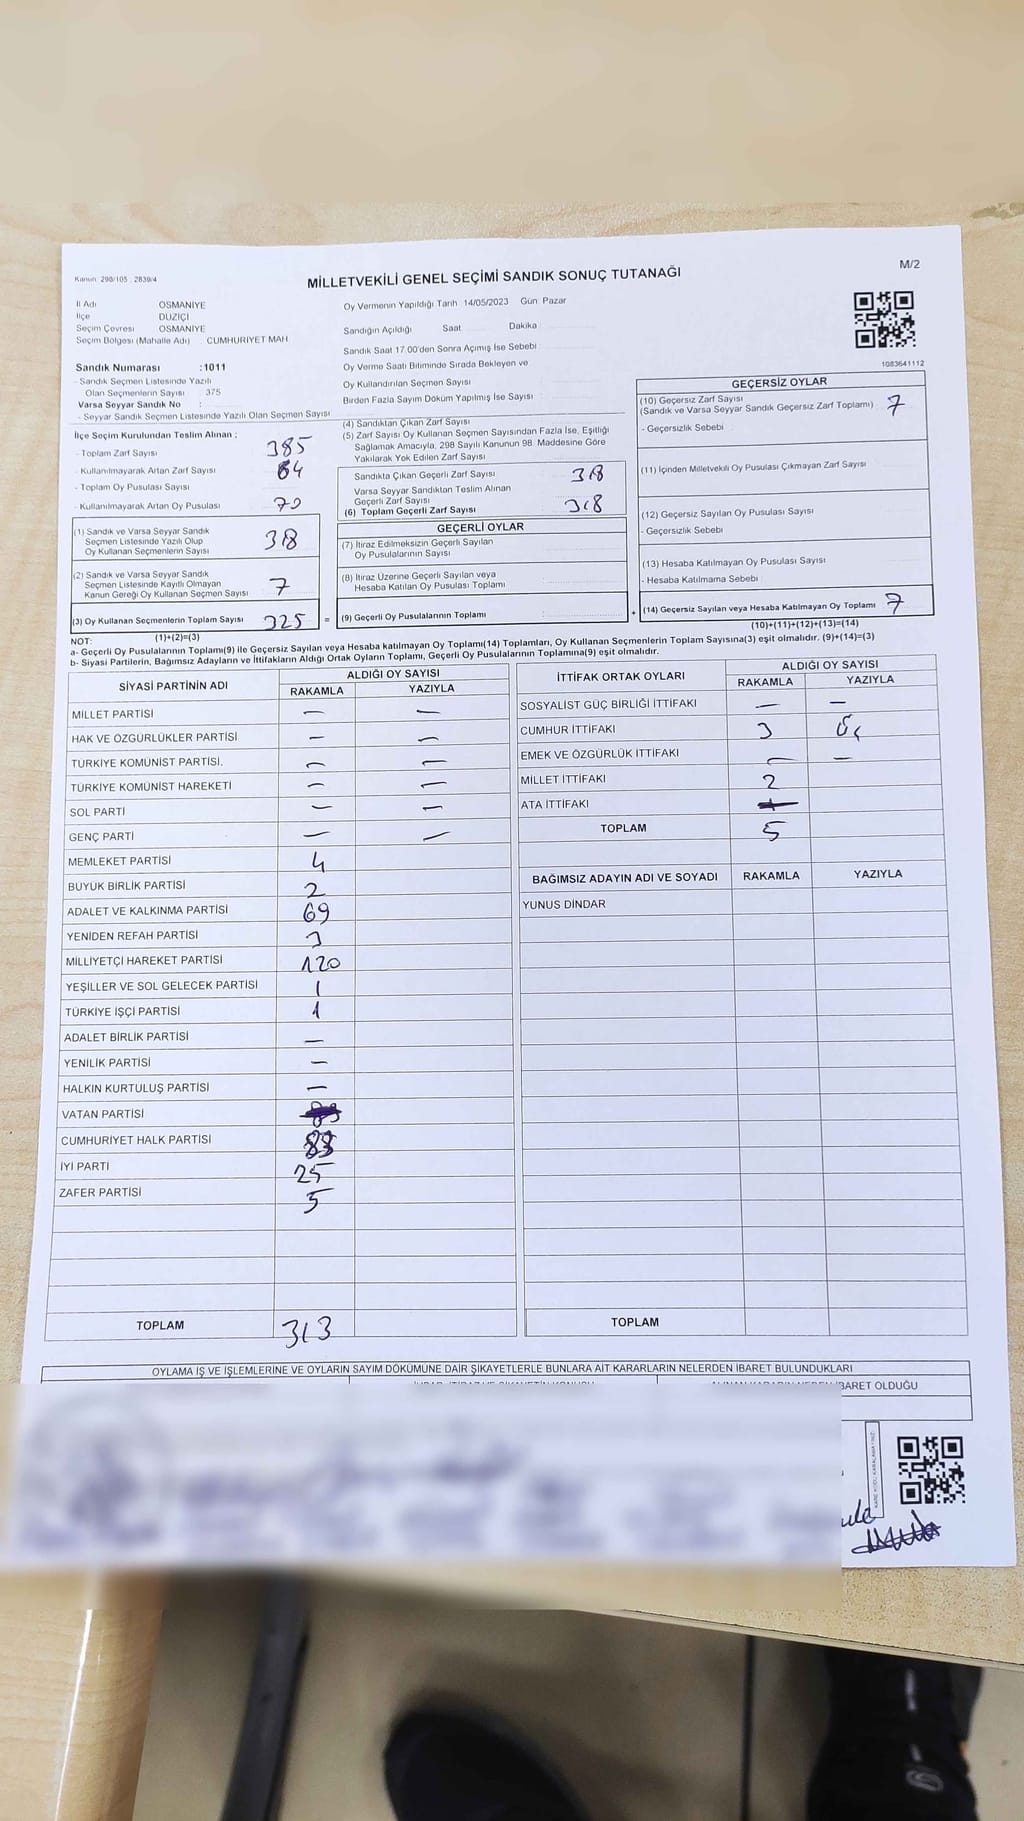 Kanun: 298/105 2839/4
MİLLETVEKİLİ GENEL SEÇİMİ SANDIK SONUÇ TUTANAĞI
M/2
İl Adı OSMANİYE
İlçe DÜZİÇİ
Seçim Çevresi OSMANİYE
Seçim Bölgesi (Mahalle Adı) CUMHURİYET MAH.
Sandık Numarası :1011
- Sandık Seçmen Listesinde Yazılı
Olan Seçmenlerin Sayısı 375
Varsa Seyyar Sandık No :
- Seyyar Sandık Seçmen Listesinde Yazılı Olan Seçmen Sayısı
Oy Vermenin Yapıldığı Tarih 14/05/2023 Gün Pazar
Sandığın Açıldığı Saat Dakika
Sandık Saat 17.00'den Sonra Açımış İse Sebebi
Oy Verme Saati Bitiminde Sırada Bekleyen ve
Oy Kullandırılan Seçmen Sayısı
Birden Fazla Sayım Döküm Yapılmış İse Sayısı
1083641112
İlçe Seçim Kurulundan Teslim Alınan :
- Toplam Zarf Sayısı 385
- Kullanılmayarak Artan Zarf Sayısı 64
- Toplam Oy Pusulası Sayısı
- Kullanılmayarak Artan Oy Pusulası 70
(1) Sandık ve Varsa Seyyar Sandık
Seçmen Listesinde Yazılı Olup
Oy Kullanan Seçmenlerin Sayısı 318
(2) Sandık ve Varsa Seyyar Sandık
Seçmen Listesinde Kayıtlı Olmayan
Kanun Gereği Oy Kullanan Seçmen Sayısı 7
(3) Oy Kullanan Seçmenlerin Toplam Sayısı 325 =
(1)+(2)=(3)
(4) Sandıktan Çıkan Zarf Sayısı
(5) Zarf Sayısı Oy Kullanan Seçmen Sayısından Fazla İse, Eşitliği
Sağlamak Amacıyla, 298 Sayılı Kanunun 98. Maddesine Göre
Yakılarak Yok Edilen Zarf Sayısı
Sandıkta Çıkan Geçerli Zarf Sayısı 318
Varsa Seyyar Sandıktan Teslim Alınan
Geçerli Zarf Sayısı
(6) Toplam Geçerli Zarf Sayısı 318
GEÇERLİ OYLAR
(7) İtiraz Edilmeksizin Geçerli Sayılan
Oy Pusulalarının Sayısı
(8) İtiraz Üzerine Geçerli Sayılan veya
Hesaba Katılan Oy Pusulası Toplamı
(9) Geçerli Oy Pusulalarının Toplamı +
GEÇERSİZ OYLAR
(10) Geçersiz Zarf Sayısı
(Sandık ve Varsa Seyyar Sandık Geçersiz Zarf Toplamı) 7
- Geçersizlik Sebebi
(11) İçinden Milletvekili Oy Pusulası Çıkmayan Zarf Sayısı
(12) Geçersiz Sayılan Oy Pusulası Sayısı
- Geçersizlik Sebebi
(13) Hesaba Katılmayan Oy Pusulası Sayısı
- Hesaba Katılmama Sebebi
(14) Geçersiz Sayılan veya Hesaba Katılmayan Oy Toplamı 7
(10)+(11)+(12)+(13)=(14)
NOT:
a- Geçerli Oy Pusulalarının Toplamı(9) ile Geçersiz Sayılan veya Hesaba katılmayan Oy Toplamı(14) Toplamları, Oy Kullanan Seçmenlerin Toplam Sayısına(3) eşit olmalıdır. (9)+(14)=(3)
b- Siyasi Partilerin, Bağımsız Adayların ve İttifakların Aldığı Ortak Oyların Toplamı, Geçerli Oy Pusulalarının Toplamına(9) eşit olmalıdır.
SİYASİ PARTİNİN ADI ALDIĞI OY SAYISI
RAKAMLA YAZIYLA
MİLLET PARTİSİ — —
HAK VE ÖZGÜRLÜKLER PARTİSİ — —
TÜRKİYE KOMÜNİST PARTİSİ. — —
TÜRKİYE KOMÜNİST HAREKETİ — —
SOL PARTİ — —
GENÇ PARTİ — —
MEMLEKET PARTİSİ 4
BÜYÜK BİRLİK PARTİSİ 2
ADALET VE KALKINMA PARTİSİ 69
YENİDEN REFAH PARTİSİ 3
MİLLİYETÇİ HAREKET PARTİSİ 120
YEŞİLLER VE SOL GELECEK PARTİSİ 1
TÜRKİYE İŞÇİ PARTİSİ 1
ADALET BİRLİK PARTİSİ —
YENİLİK PARTİSİ —
HALKIN KURTULUŞ PARTİSİ —
VATAN PARTİSİ
CUMHURİYET HALK PARTİSİ 83
İYİ PARTİ 25
ZAFER PARTİSİ 5
TOPLAM 313
İTTİFAK ORTAK OYLARI ALDIĞI OY SAYISI
RAKAMLA YAZIYLA
SOSYALİST GÜÇ BİRLİĞİ İTTİFAKI — —
CUMHUR İTTİFAKI 3 Üç
EMEK VE ÖZGÜRLÜK İTTİFAKI — —
MİLLET İTTİFAKI 2
ATA İTTİFAKI
TOPLAM 5
BAĞIMSIZ ADAYIN ADI VE SOYADI RAKAMLA YAZIYLA
YUNUS DİNDAR
TOPLAM
OYLAMA İŞ VE İŞLEMLERİNE VE OYLARIN SAYIM DÖKÜMÜNE DAİR ŞİKAYETLERLE BUNLARA AİT KARARLARIN NELERDEN İBARET BULUNDUKLARI
ALINAN KARARIN NEDEN İBARET OLDUĞU